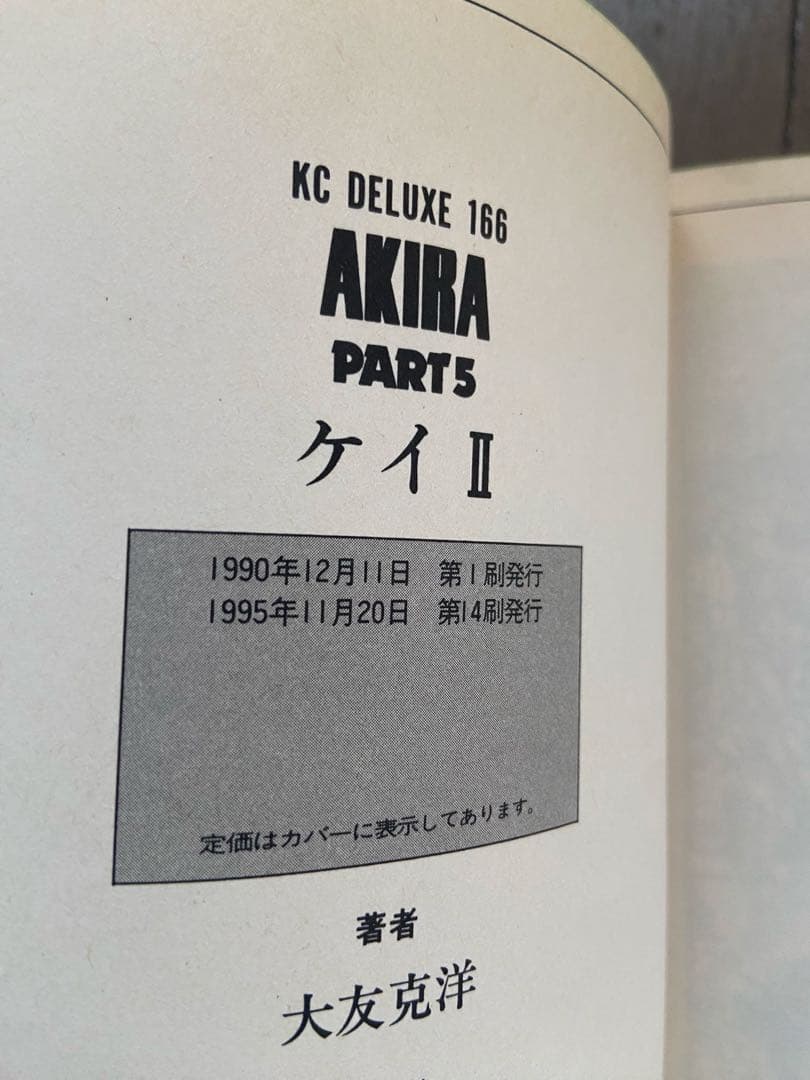 KC DELUXE 166
AKIRA
PART5
ケイⅡ
1990年12月11日 第1刷発行
1995年11月20日 第14刷発行
定価はカバーに表示してあります。
著者
大友克洋